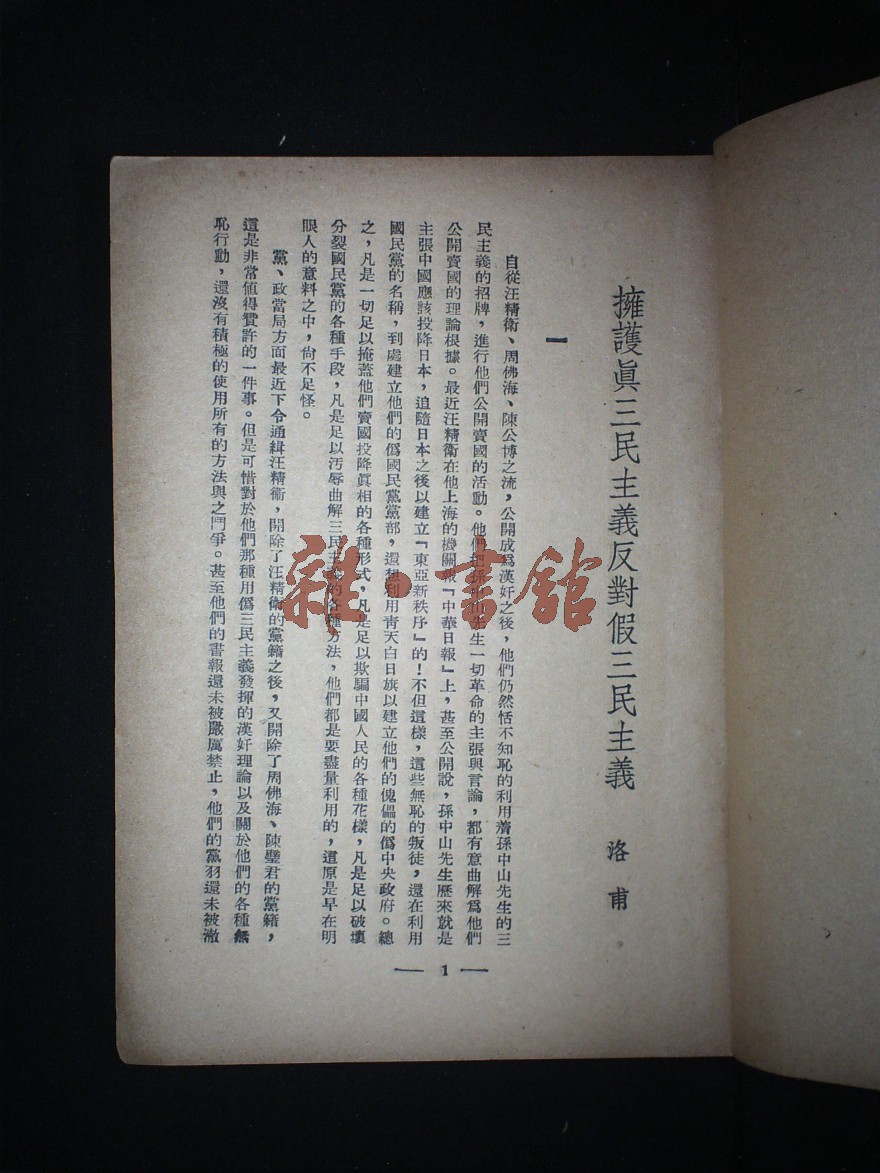 擁護眞三民主義反對假三民主義
洛甫
一
自從汪精衛、周佛海、陳公博之流，公開成爲漢奸之後，他們仍然恬不知恥的利用着孫中山先生的三
民主義的招牌，進行他們公開賣國的活動。他們把孫中山先生一切革命的主張與言論，都有意曲解爲他們
公開賣國的理論根據。最近汪精衛在他上海的機關報『中華日報』上，甚至公開說，孫中山先生歷來就是
主張中國應該投降日本，追隨日本之後以建立『東亞新秩序』的！不但這樣，這些無恥的叛徒，還在利用
國民黨的名稱，到處建立他們的僞國民黨黨部，還想利用靑天白日旗以建立他們的傀儡的僞中央政府。總
之，凡是一切足以掩蓋他們賣國投降眞相的各種形式，凡是足以欺騙中國人民的各種花樣，凡是足以破壞
分裂國民黨的各種手段，凡是足以汚辱曲解三民主義的各種方法，他們都是要盡量利用的，這原是早在明
眼人的意料之中，尙不足怪。
黨、政當局方面最近下令通緝汪精衞，開除了汪精衛的黨籍之後，又開除了周佛海、陳璧君的黨籍，
這是非常値得贊許的一件事。但是可惜對於他們那種用僞三民主義發揮的漢奸理論以及關於他們的各種無
恥行動，還沒有積極的使用所有的方法與之鬥爭。甚至他們的書報還未被嚴厲禁止，他們的黨羽還未被澈
— 1 —
雜·書館